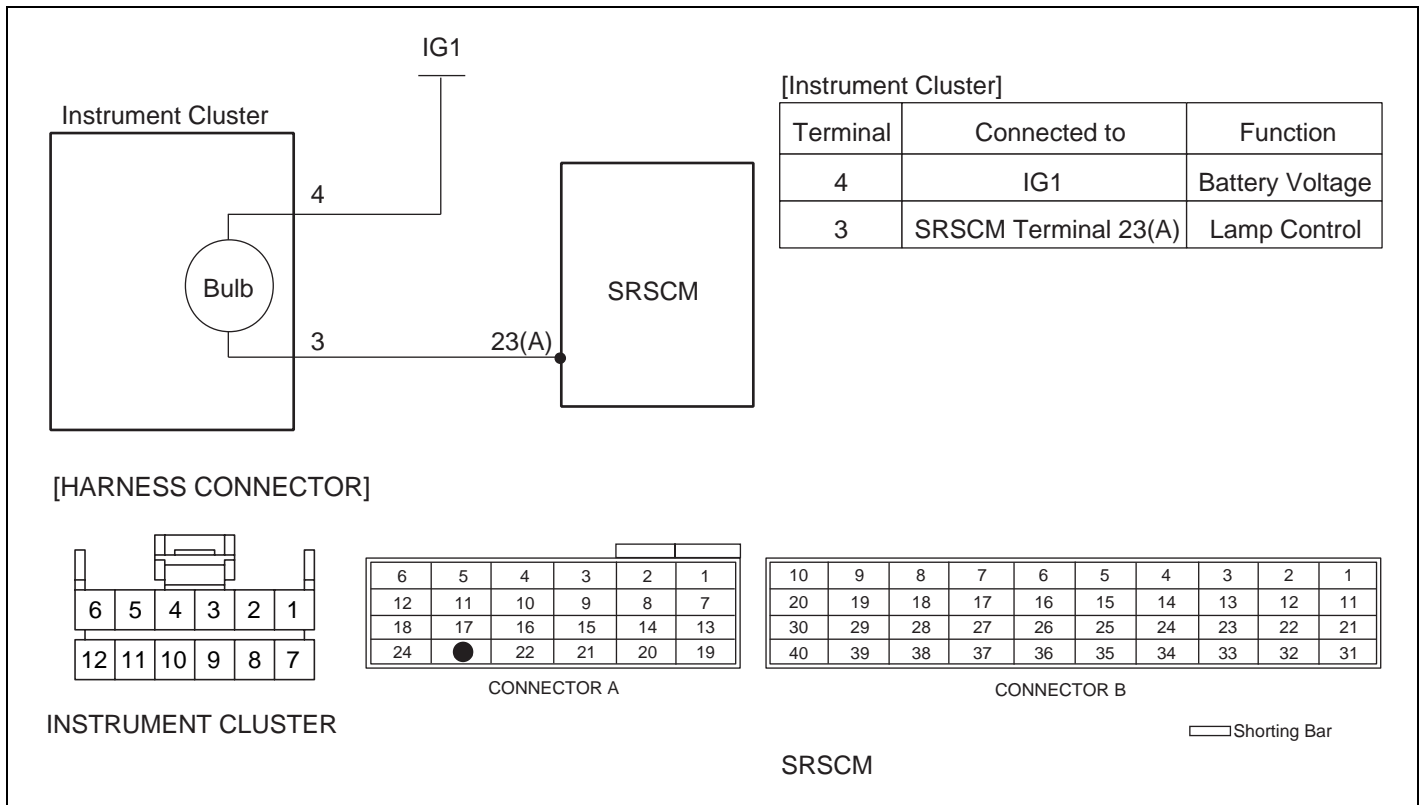 IG1
Instrument Cluster
4
Bulb
3
23(A)
SRSCM
[Instrument Cluster]
Terminal Connected to Function
4 IG1 Battery Voltage
3 SRSCM Terminal 23(A) Lamp Control
[HARNESS CONNECTOR]
6 5 4 3 2 1
12 11 10 9 8 7
INSTRUMENT CLUSTER
6 5 4 3 2 1
12 11 10 9 8 7
18 17 16 15 14 13
24 22 21 20 19
CONNECTOR A
10 9 8 7 6 5 4 3 2 1
20 19 18 17 16 15 14 13 12 11
30 29 28 27 26 25 24 23 22 21
40 39 38 37 36 35 34 33 32 31
CONNECTOR B
Shorting Bar
SRSCM